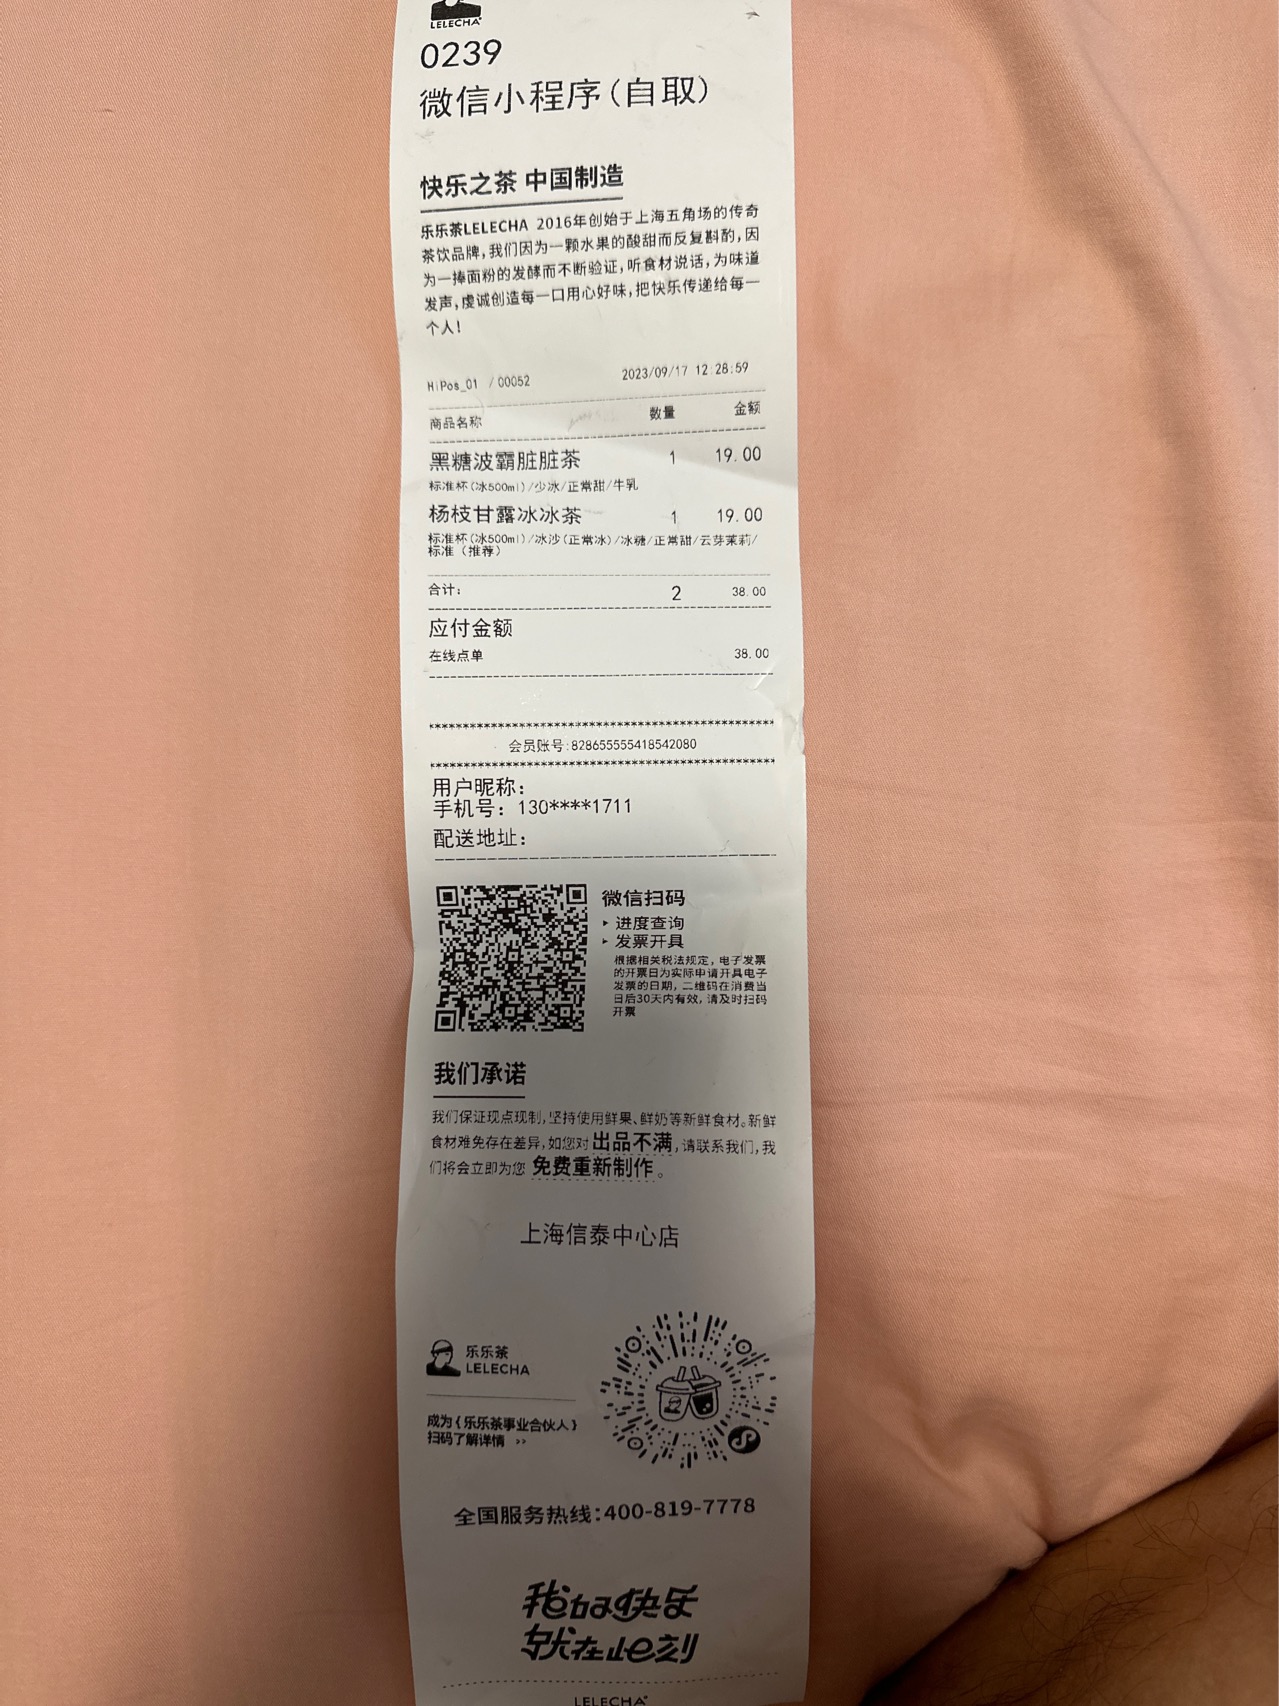 LELECHA
0239
微信小程序(自取)
快乐之茶 中国制造
乐乐茶LELECHA 2016年创始于上海五角场的传奇
茶饮品牌,我们因为一颗水果的酸甜而反复斟酌,因
为一捧面粉的发酵而不断验证,听食材说话,为味道
发声,虔诚创造每一口用心好味,把快乐传递给每一
个人!
HiPos_01 /00052 2023/09/17 12:28:59
商品名称 数量 金额
黑糖波霸脏脏茶 1 19.00
标准杯(冰500ml)/少冰/正常甜/牛乳
杨枝甘露冰冰茶 1 19.00
标准杯(冰500ml)/冰沙(正常冰)/冰糖/正常甜/云芽茉莉/
标准（推荐）
合计: 2 38.00
应付金额
在线点单 38.00
**************************************************
会员账号:828655555418542080
**************************************************
用户昵称:
手机号: 130****1711
配送地址:
微信扫码
▸ 进度查询
▸ 发票开具
根据相关税法规定, 电子发票
的开票日为实际申请开具电子
发票的日期, 二维码在消费当
日后30天内有效, 请及时扫码
开票
我们承诺
我们保证现点现制,坚持使用鲜果、鲜奶等新鲜食材。新鲜
食材难免存在差异,如您对 出品不满,请联系我们,我
们将会立即为您 免费重新制作。
上海信泰中心店
乐乐茶
LELECHA
成为{乐乐茶事业合伙人}
扫码了解详情 >>
全国服务热线:400-819-7778
我的快乐
就在此刻
LELECHA